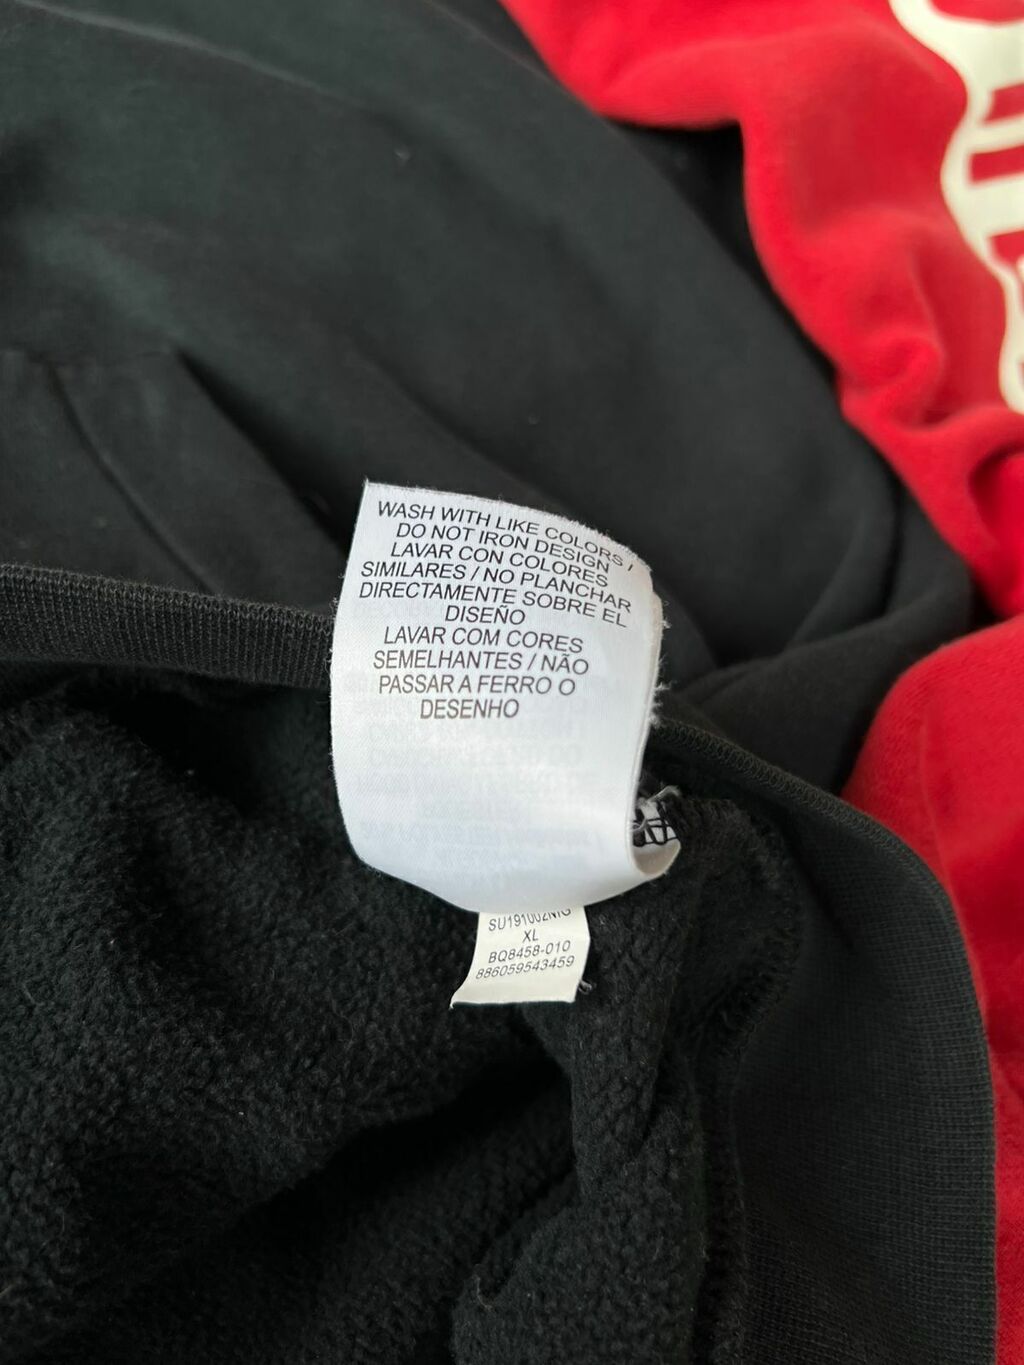 WASH WITH LIKE COLORS /
DO NOT IRON DESIGN
LAVAR CON COLORES
SIMILARES / NO PLANCHAR
DIRECTAMENTE SOBRE EL
DISEÑO
LAVAR COM CORES
SEMELHANTES / NÃO
PASSAR A FERRO O
DESENHO
XL
BQ8458-010
886059543459